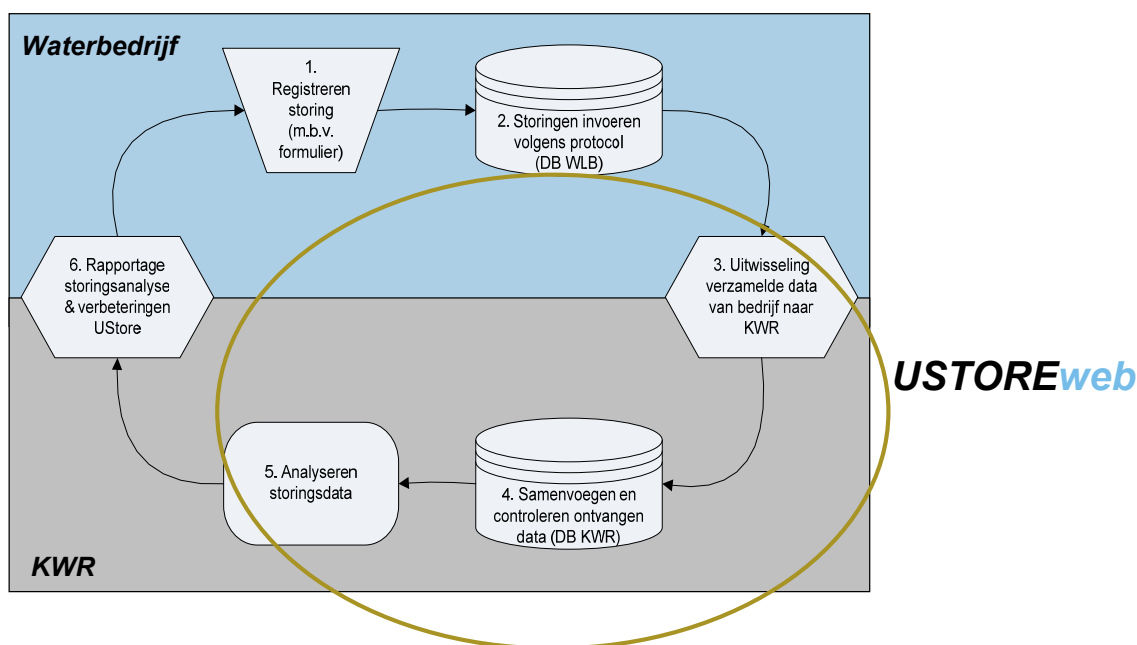 Waterbedrijf
1.
Registreren
storing
(m.b.v.
formulier)
2. Storingen invoeren
volgens protocol
(DB WLB)
3. Uitwisseling
verzamelde data
van bedrijf naar
KWR
4. Samenvoegen en
controleren ontvangen
data (DB KWR)
5. Analyseren
storingsdata
6. Rapportage
storingsanalyse
& verbeteringen
UStore
KWR
USTOREweb